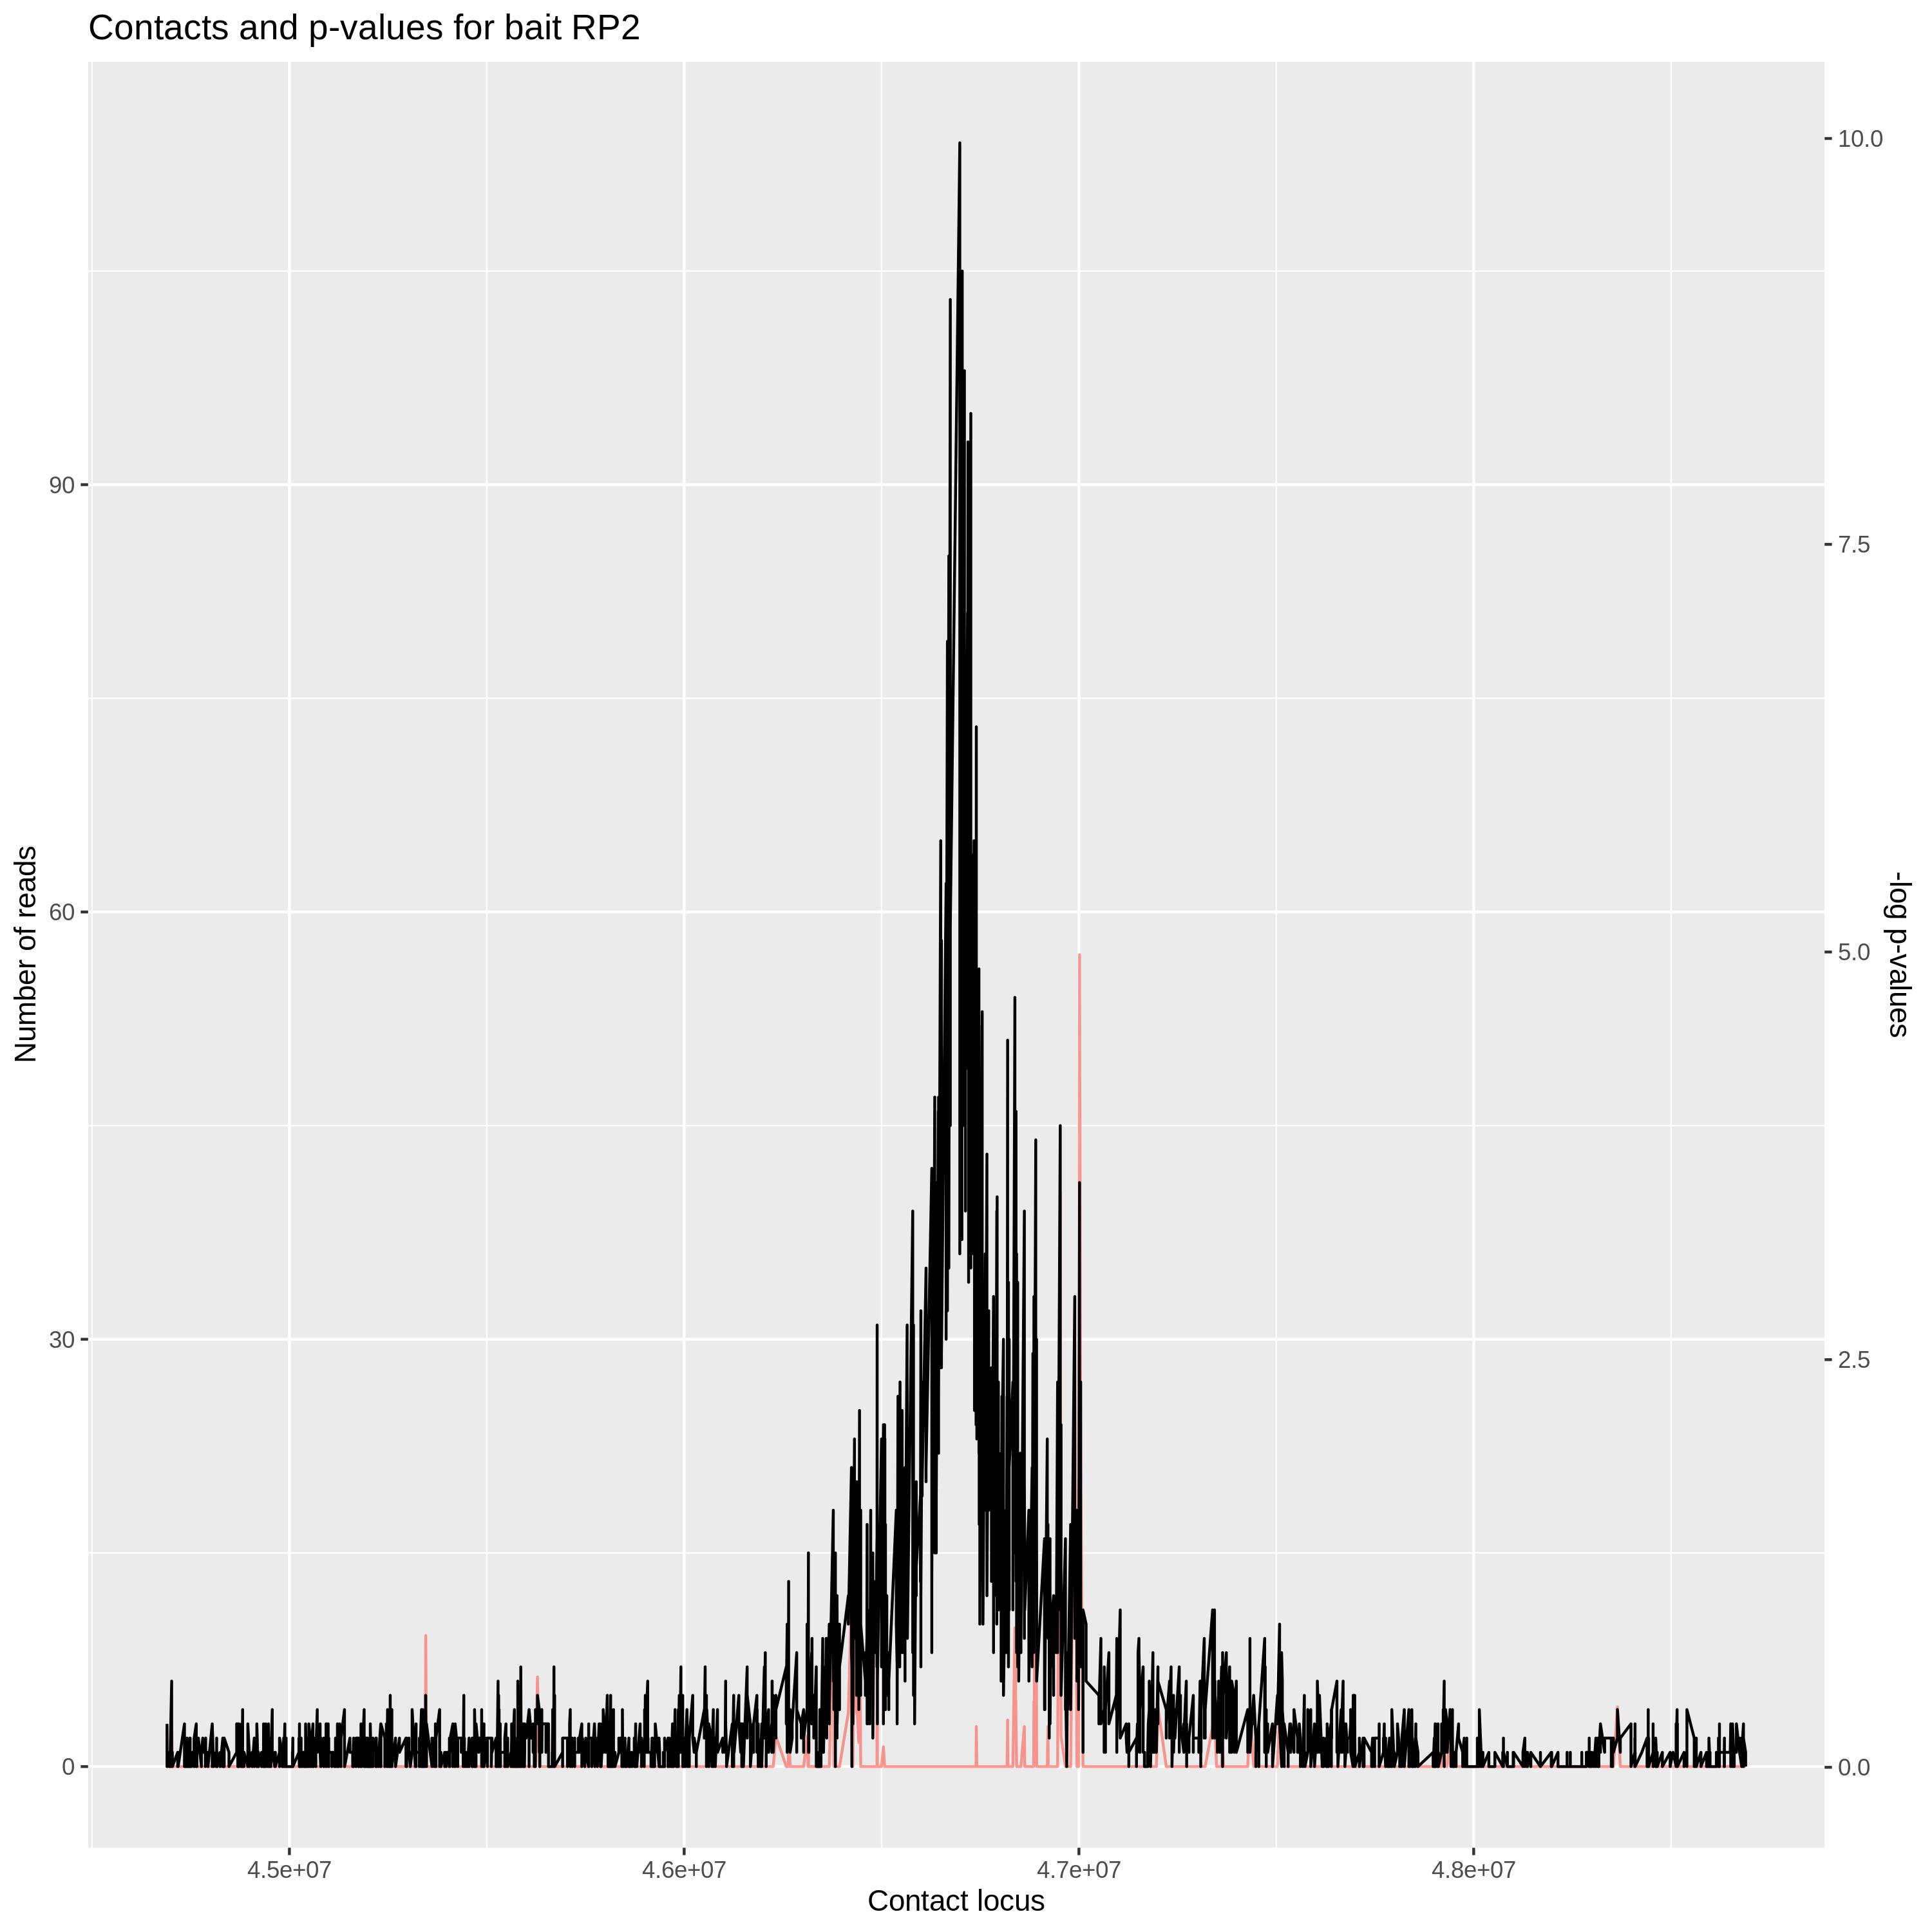 Contacts and p-values for bait RP2
Number of reads
90
60
30
0
10.0
7.5
5.0
2.5
0.0
-log p-values
4.5e+07 4.6e+07 4.7e+07 4.8e+07
Contact locus